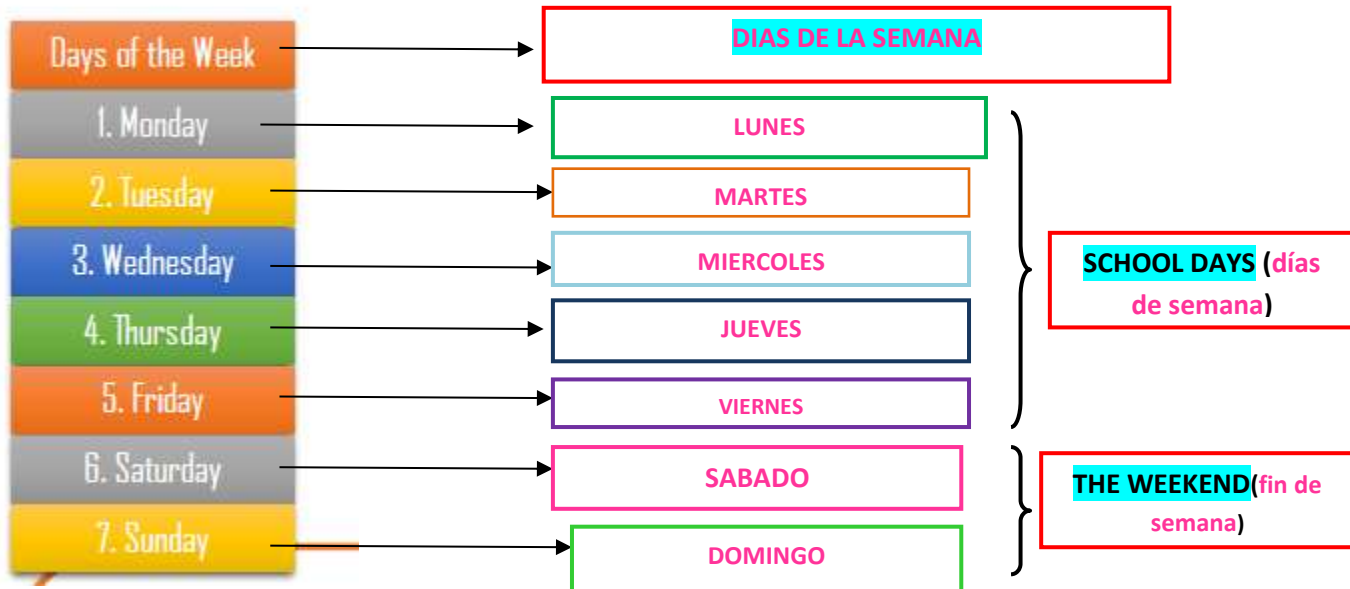 Days of the Week
DIAS DE LA SEMANA
1. Monday
LUNES
2. Tuesday
MARTES
3. Wednesday
MIERCOLES
4. Thursday
JUEVES
5. Friday
VIERNES
SCHOOL DAYS (días
de semana)
6. Saturday
SABADO
7. Sunday
DOMINGO
THE WEEKEND(fin de
semana)